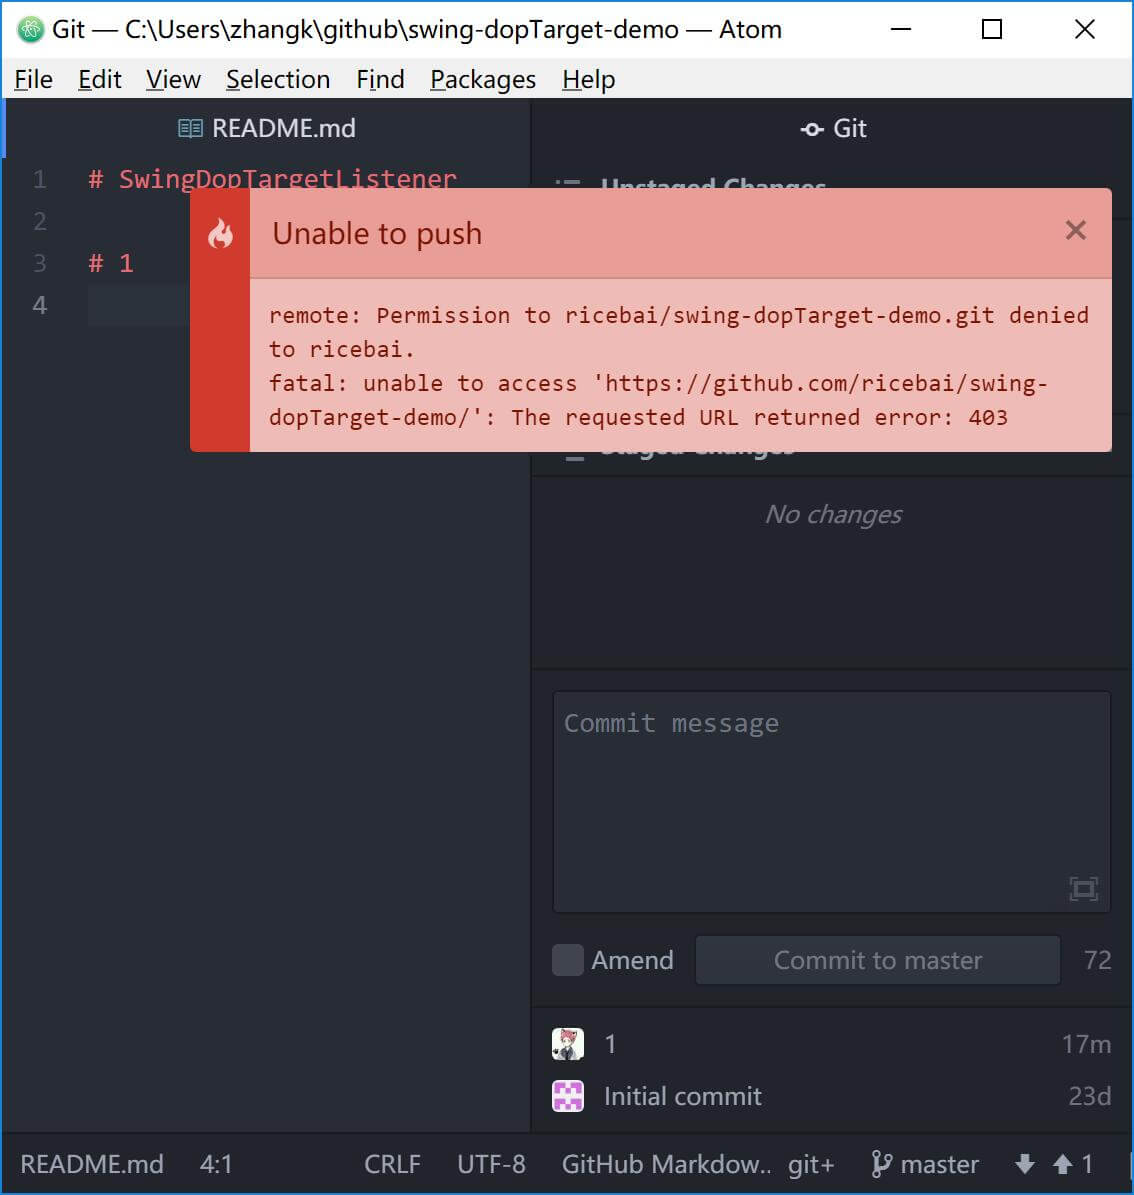 Git — C:\Users\zhangk\github\swing-dopTarget-demo — Atom
File Edit View Selection Find Packages Help
README.md
Git
1 # SwingDopTargetListener
Unstaged Changes
2
3 # 1
4
Unable to push
remote: Permission to ricebai/swing-dopTarget-demo.git denied
to ricebai.
fatal: unable to access 'https://github.com/ricebai/swing-
dopTarget-demo/': The requested URL returned error: 403
Staged Changes
No changes
Commit message
Amend Commit to master 72
1 17m
Initial commit 23d
README.md 4:1 CRLF UTF-8 GitHub Markdow.. git+ master 1